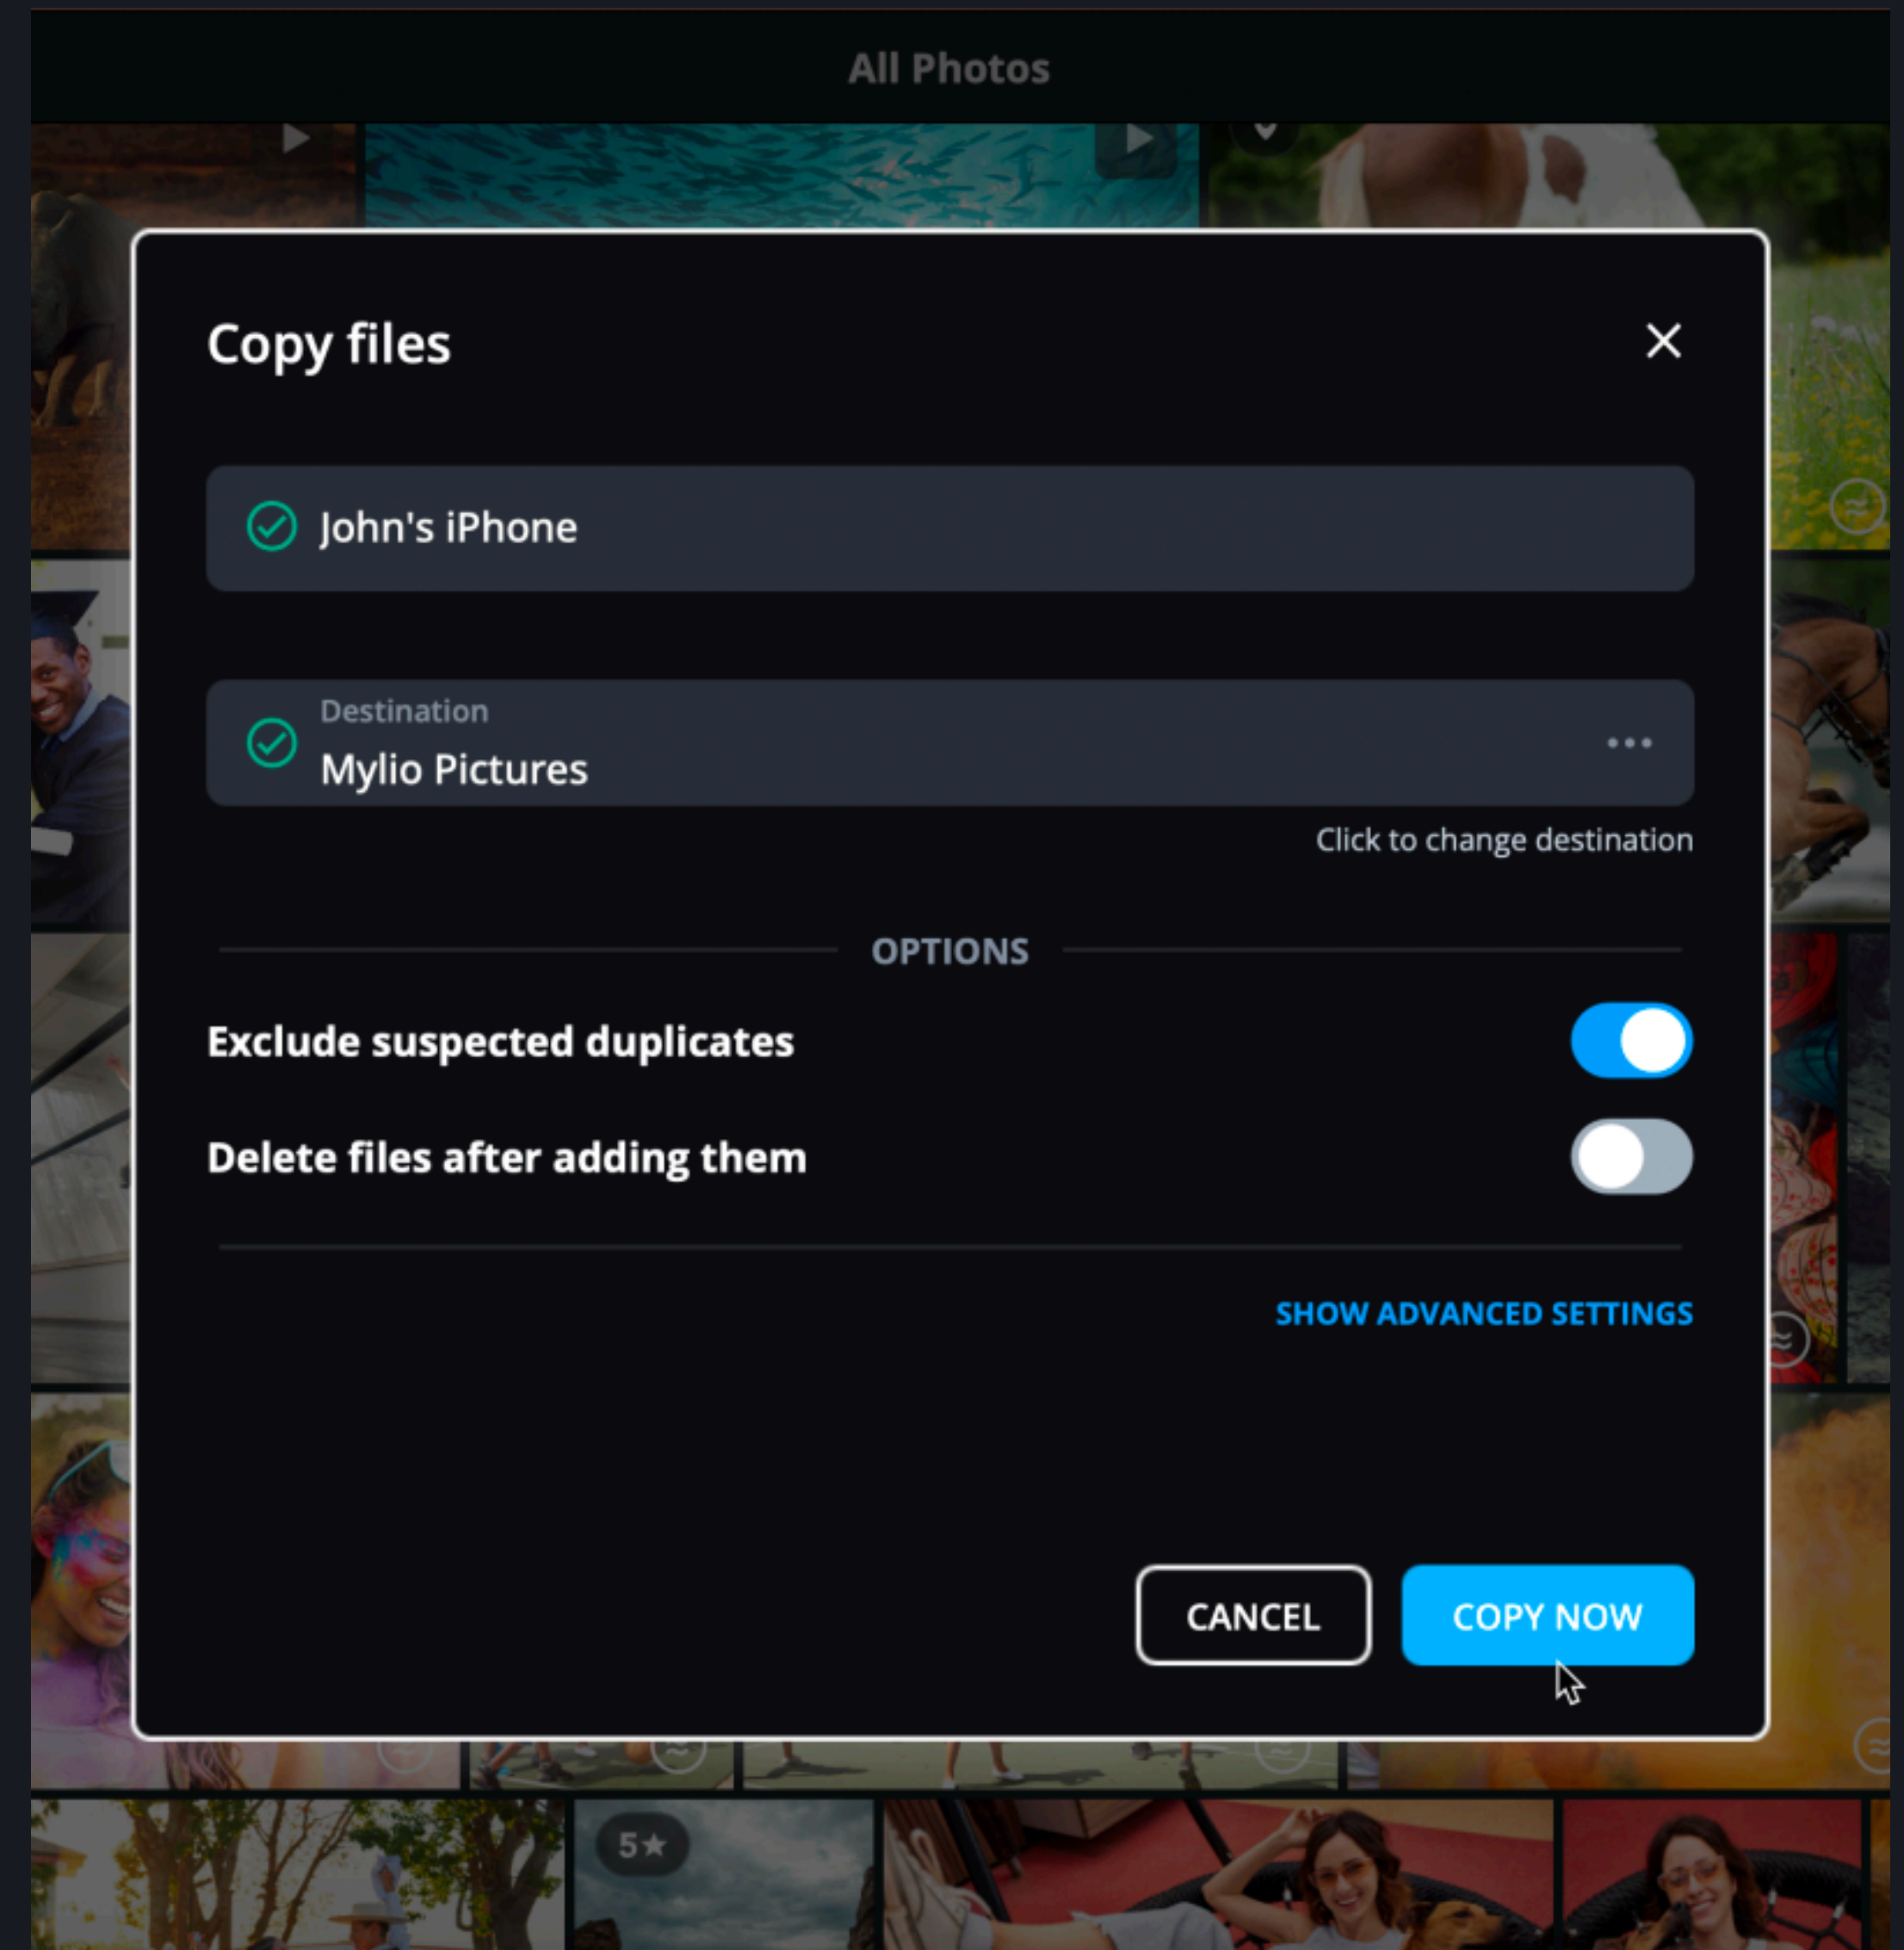 All Photos
Copy files
John's iPhone
Destination
Mylio Pictures
Click to change destination
OPTIONS
Exclude suspected duplicates
Delete files after adding them
SHOW ADVANCED SETTINGS
CANCEL
COPY NOW
5★